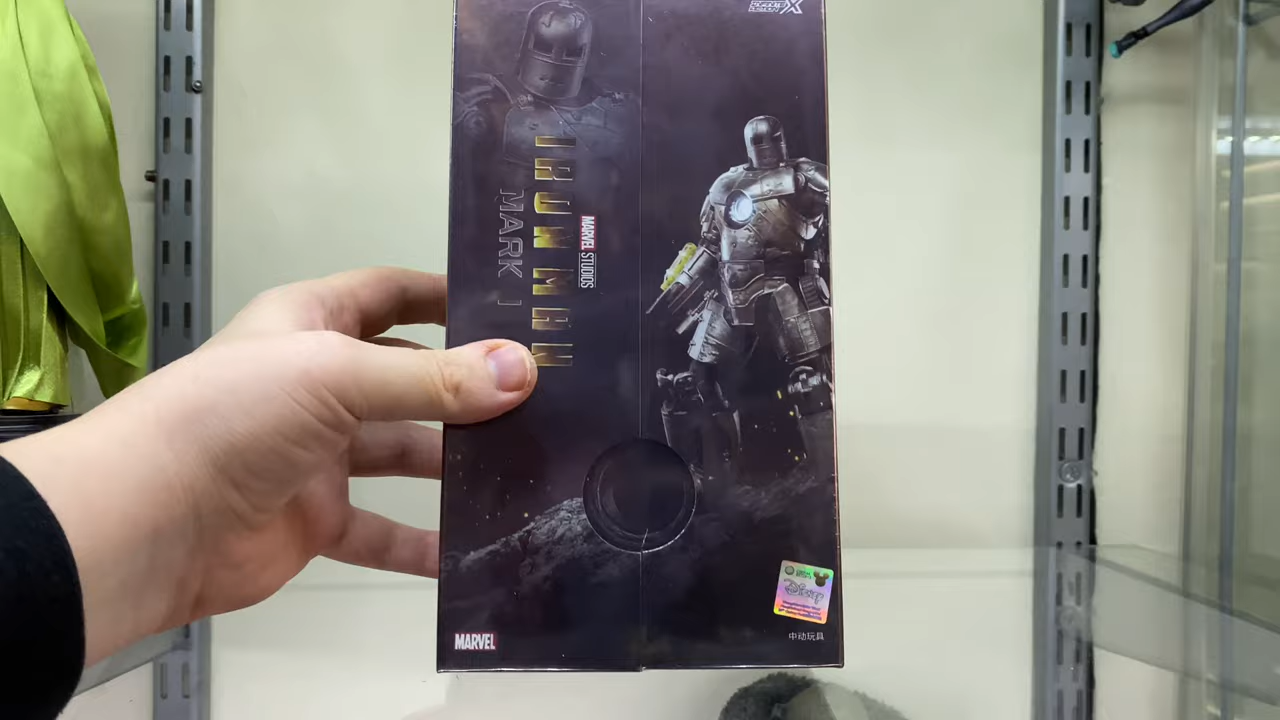 IRON MAN
MARK I
MARVEL STUDIOS
MARVEL
Disney
中动玩具